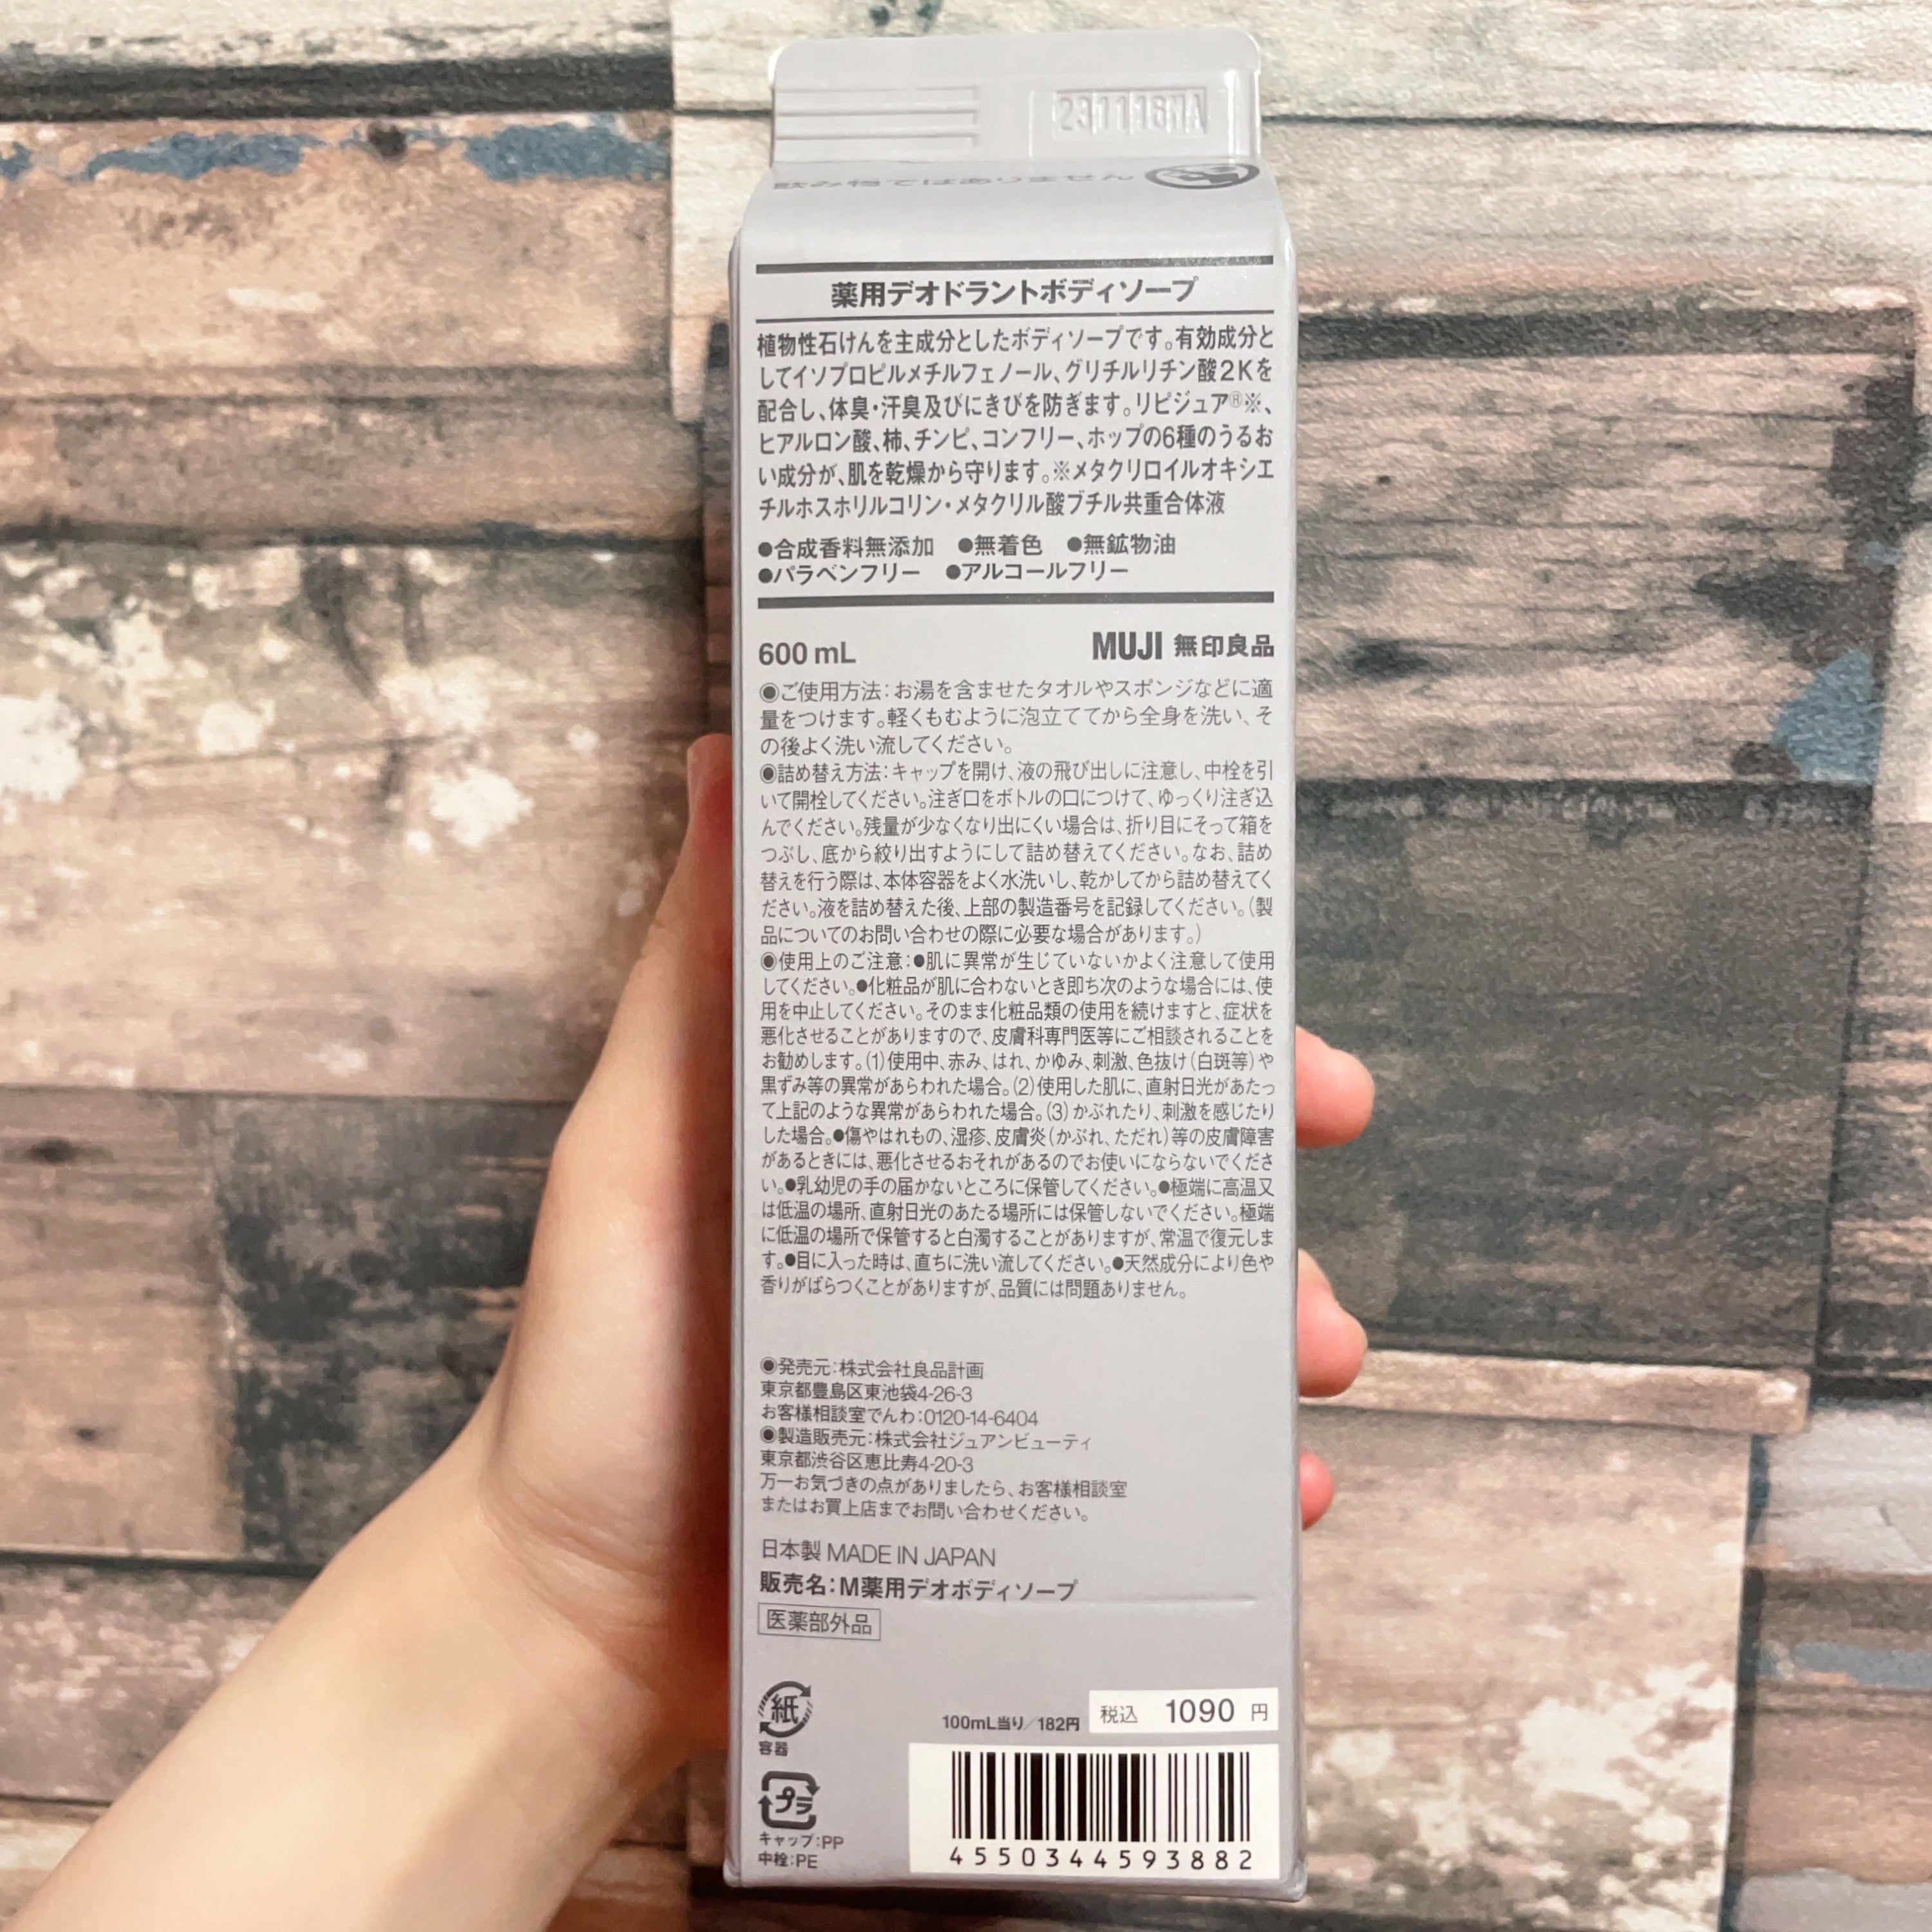 231116MA
飲み物ではありません
薬用デオドラントボディソープ
植物性石けんを主成分としたボディソープです。有効成分と
してイソプロピルメチルフェノール、グリチルリチン酸2Kを
配合し、体臭・汗臭及びにきびを防ぎます。リピジュア®※、
ヒアルロン酸、柿、チンピ、コンフリー、ホップの6種のうるお
い成分が、肌を乾燥から守ります。※メタクリロイルオキシエ
チルホスホリルコリン・メタクリル酸ブチル共重合体液
●合成香料無添加 ●無着色 ●無鉱物油
●パラベンフリー ●アルコールフリー
600 mL MUJI 無印良品
◉ご使用方法：お湯を含ませたタオルやスポンジなどに適
量をつけます。軽くもむように泡立ててから全身を洗い、そ
の後よく洗い流してください。
◉詰め替え方法：キャップを開け、液の飛び出しに注意し、中栓を引
いて開栓してください。注ぎ口をボトルの口につけて、ゆっくり注ぎ込
んでください。残量が少なくなり出にくい場合は、折り目にそって箱を
つぶし、底から絞り出すようにして詰め替えてください。なお、詰め
替えを行う際は、本体容器をよく水洗いし、乾かしてから詰め替えてく
ださい。液を詰め替えた後、上部の製造番号を記録してください。（製
品についてのお問い合わせの際に必要な場合があります。）
◉使用上のご注意：●肌に異常が生じていないかよく注意して使用
してください。●化粧品が肌に合わないとき即ち次のような場合には、使
用を中止してください。そのまま化粧品類の使用を続けますと、症状を
悪化させることがありますので、皮膚科専門医等にご相談されることを
お勧めします。（1）使用中、赤み、はれ、かゆみ、刺激、色抜け（白斑等）や
黒ずみ等の異常があらわれた場合。（2）使用した肌に、直射日光があたっ
て上記のような異常があらわれた場合。（3）かぶれたり、刺激を感じたり
した場合。●傷やはれもの、湿疹、皮膚炎（かぶれ、ただれ）等の皮膚障害
があるときには、悪化させるおそれがあるのでお使いにならないでくださ
い。●乳幼児の手の届かないところに保管してください。●極端に高温又
は低温の場所、直射日光のあたる場所には保管しないでください。極端
に低温の場所で保管すると白濁することがありますが、常温で復元しま
す。●目に入った時は、直ちに洗い流してください。●天然成分により色や
香りがばらつくことがありますが、品質には問題ありません。
◉発売元：株式会社良品計画
東京都豊島区東池袋4-26-3
お客様相談室でんわ：0120-14-6404
◉製造販売元：株式会社ジュアンビューティ
東京都渋谷区恵比寿4-20-3
万一お気づきの点がありましたら、お客様相談室
またはお買上店までお問い合わせください。
日本製 MADE IN JAPAN
販売名：M薬用デオボディソープ
医薬部外品
紙
容器
100mL当り／182円 税込 1090 円
プラ
キャップ：PP
中栓：PE
4550344593882